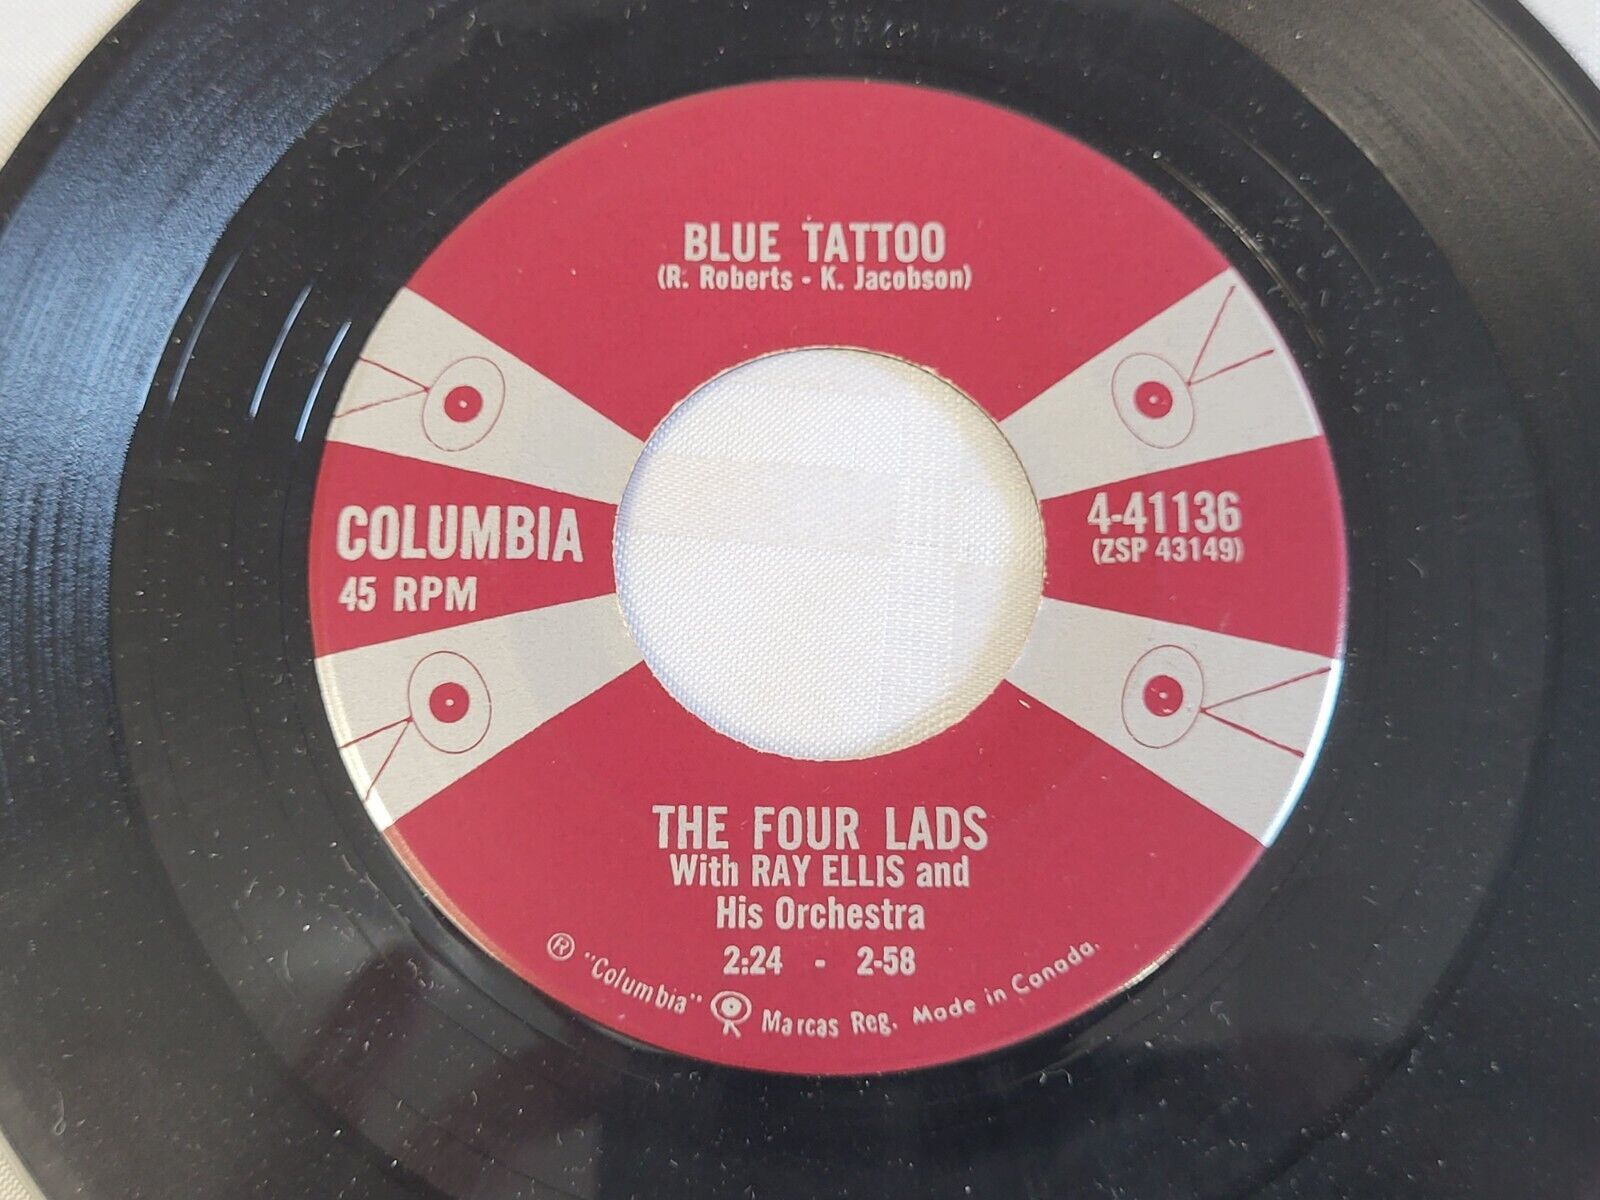 BLUE TATTOO
(R. Roberts - K. Jacobson)
COLUMBIA
45 RPM
4-41136
(ZSP 43149)
THE FOUR LADS
With RAY ELLIS and
His Orchestra
2:24 - 2-58
® "Columbia" Marcas Reg. Made in Canada.